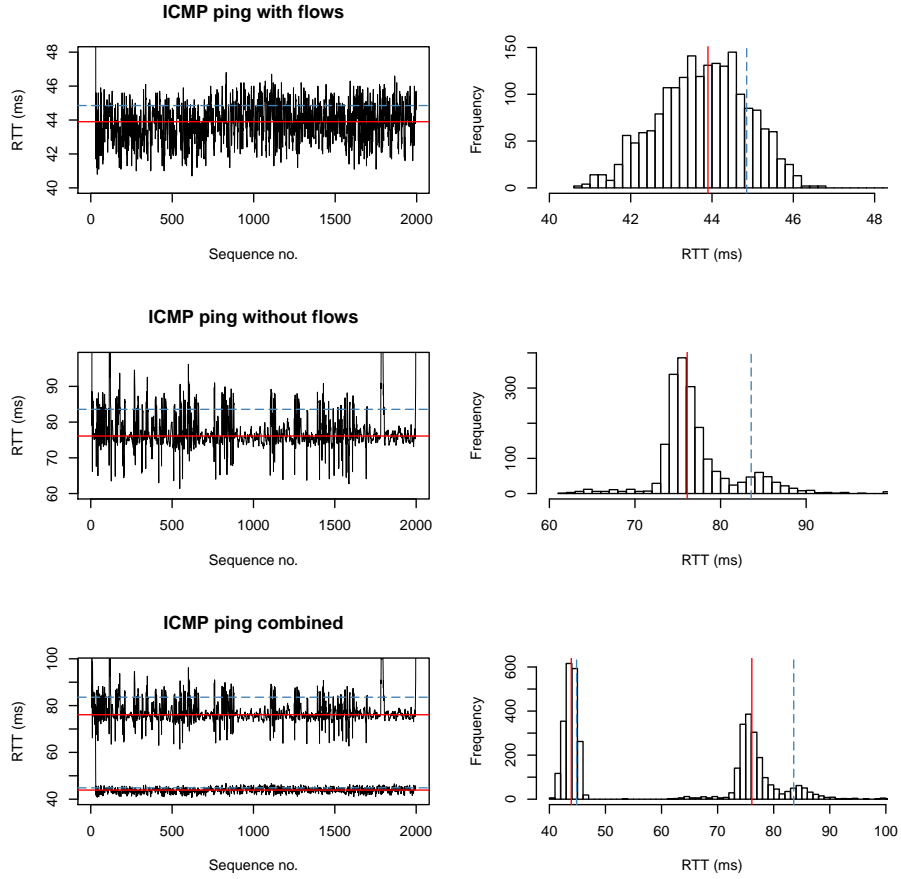 ICMP ping with flows
RTT (ms)
40 42 44 46 48
0 500 1000 1500 2000
Sequence no.
Frequency
0 50 100 150
40 42 44 46 48
RTT (ms)
ICMP ping without flows
RTT (ms)
60 70 80 90
0 500 1000 1500 2000
Sequence no.
Frequency
0 100 300
60 70 80 90
RTT (ms)
ICMP ping combined
RTT (ms)
40 60 80 100
0 500 1000 1500 2000
Sequence no.
Frequency
0 200 400 600
40 50 60 70 80 90 100
RTT (ms)